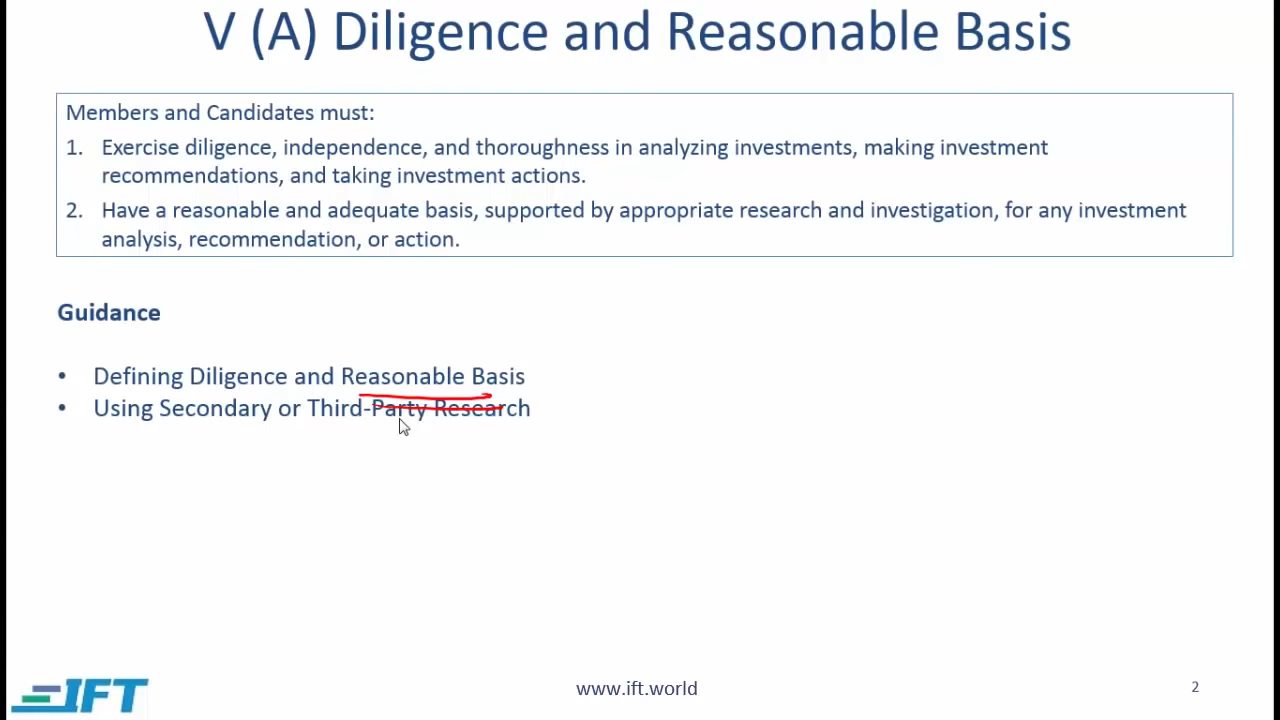 V (A) Diligence and Reasonable Basis
Members and Candidates must:
1. Exercise diligence, independence, and thoroughness in analyzing investments, making investment
recommendations, and taking investment actions.
2. Have a reasonable and adequate basis, supported by appropriate research and investigation, for any investment
analysis, recommendation, or action.
Guidance
• Defining Diligence and Reasonable Basis
• Using Secondary or Third-Party Research
IFT
www.ift.world
2